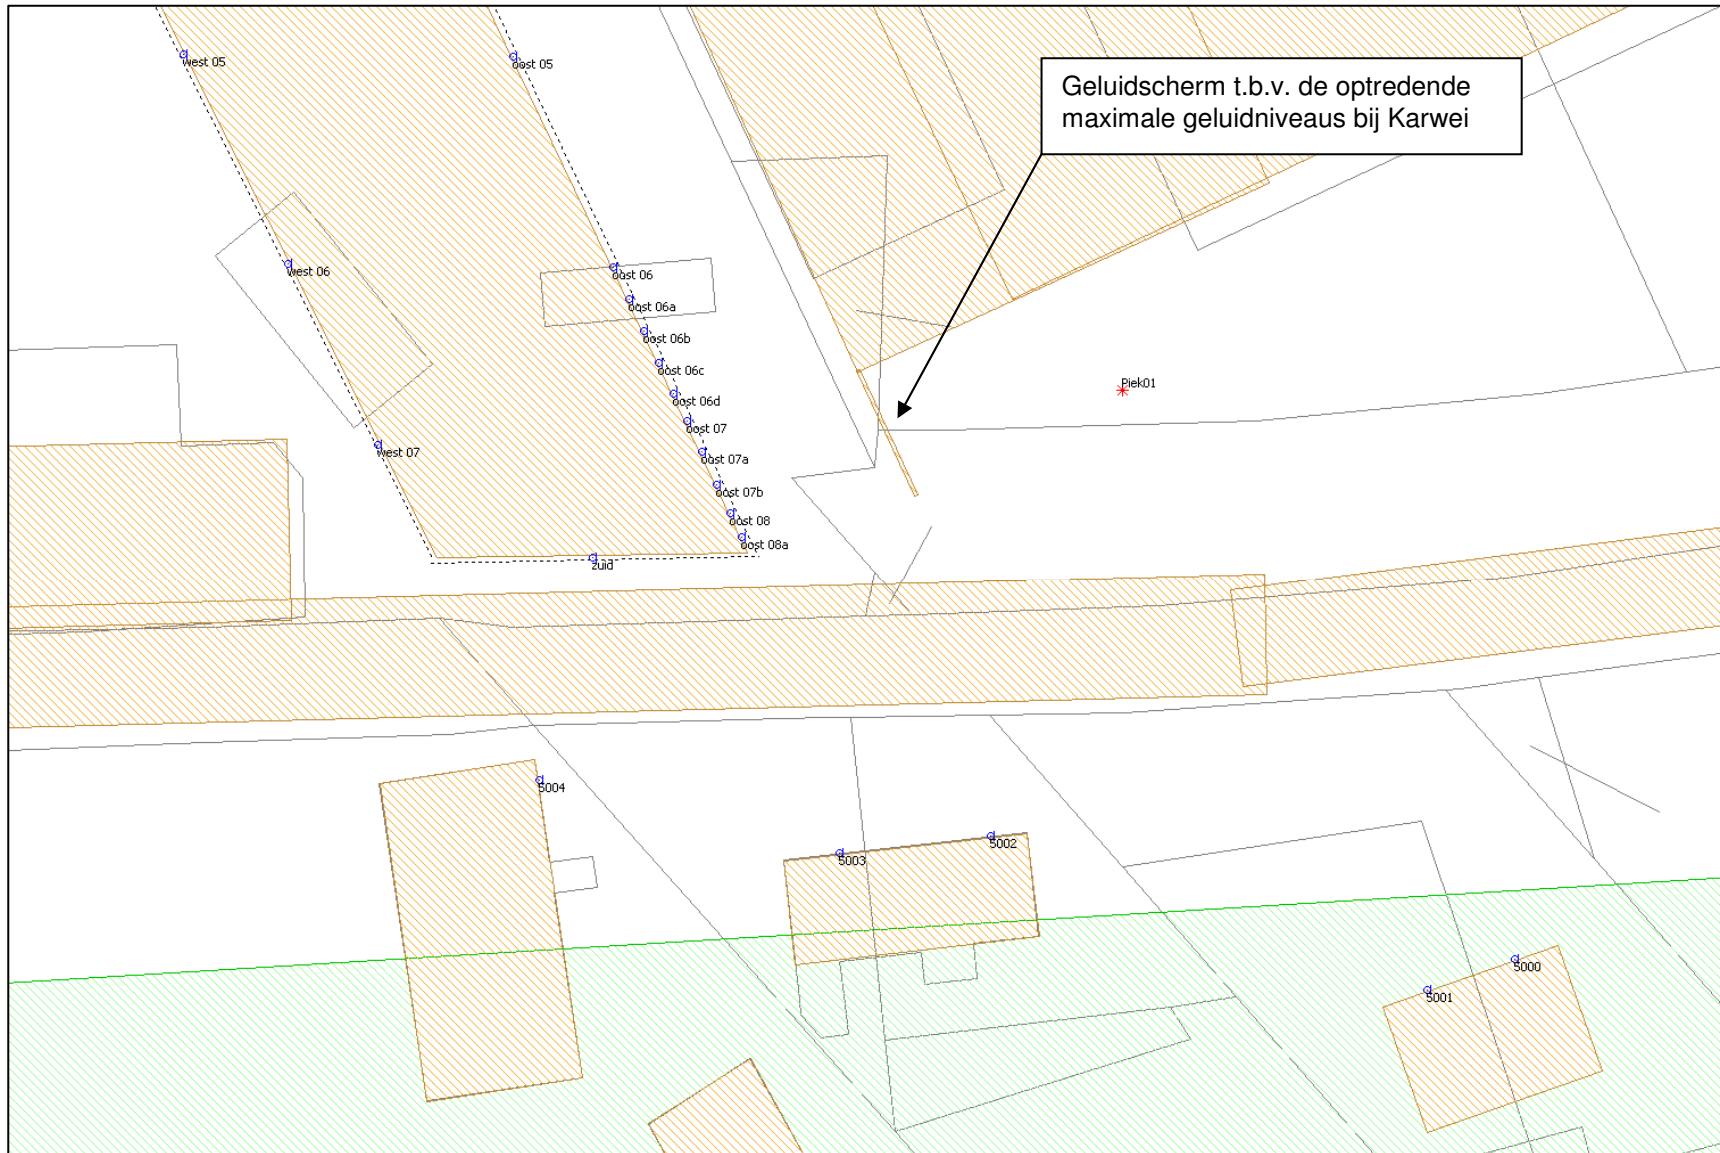 west 05
oost 05
Geluidscherm t.b.v. de optredende
maximale geluidniveaus bij Karwei
west 06
oost 06
oost 06a
oost 06b
oost 06c
Piek01
oost 06d
oost 07
west 07
oost 07a
oost 07b
oost 08
oost 08a
zuid
5004
5002
5003
5000
5001